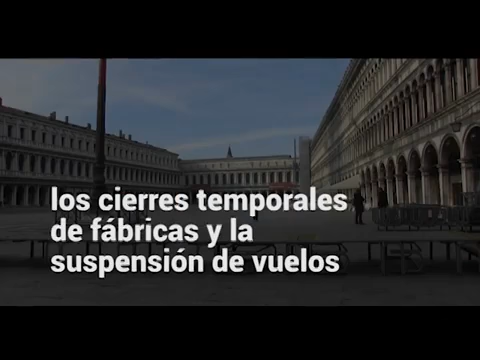 los cierres temporales
de fábricas y la
suspensión de vuelos